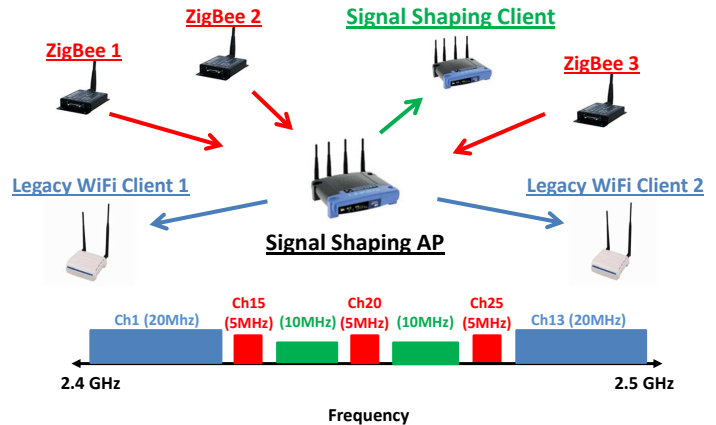 ZigBee 2
Signal Shaping Client
ZigBee 1
ZigBee 3
Legacy WiFi Client 1
Legacy WiFi Client 2
Signal Shaping AP
Ch1 (20Mhz)
Ch15
(5MHz)
(10MHz)
Ch20
(5MHz)
(10MHz)
Ch25
(5MHz)
Ch13 (20MHz)
2.4 GHz
2.5 GHz
Frequency